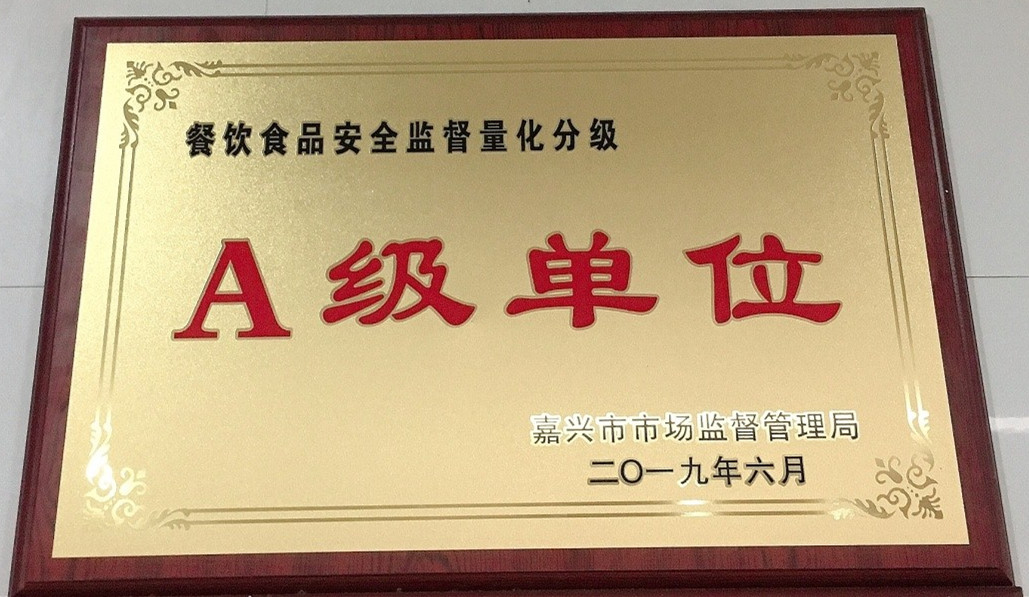 餐饮食品安全监督量化分级
A级单位
嘉兴市市场监督管理局
二〇一九年六月